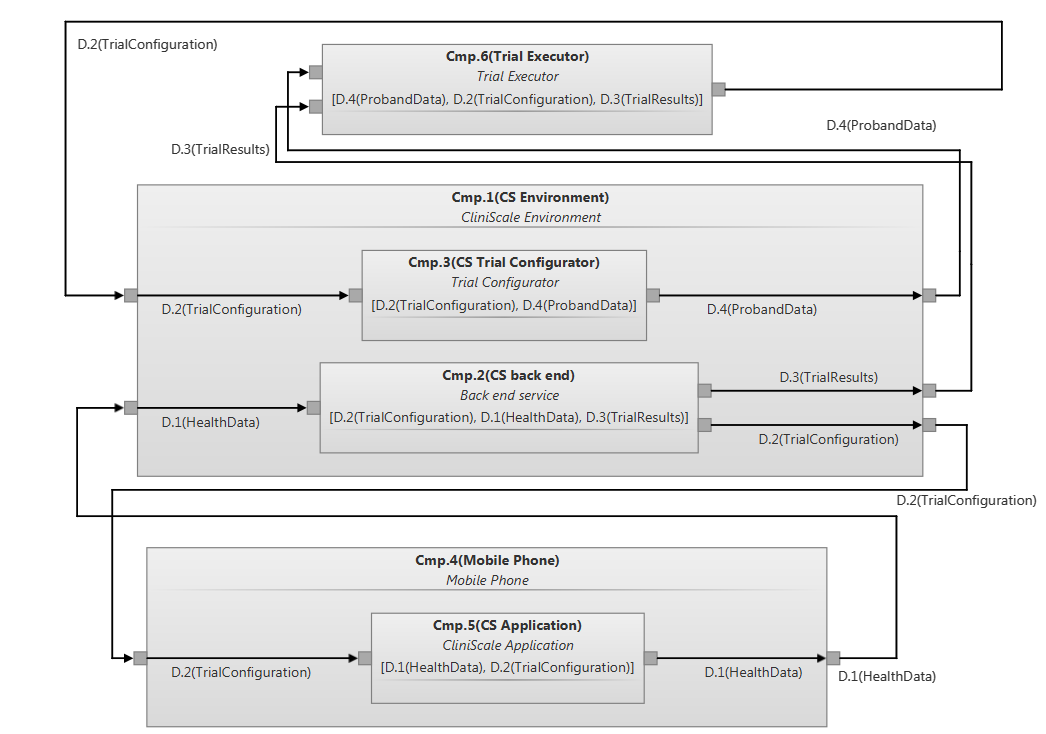 D.2(TrialConfiguration)
Cmp.6(Trial Executor)
Trial Executor
[D.4(ProbandData), D.2(TrialConfiguration), D.3(TrialResults)]
D.4(ProbandData)
D.3(TrialResults)
Cmp.1(CS Environment)
CliniScale Environment
Cmp.3(CS Trial Configurator)
Trial Configurator
[D.2(TrialConfiguration), D.4(ProbandData)]
D.2(TrialConfiguration)
D.4(ProbandData)
Cmp.2(CS back end)
Back end service
[D.2(TrialConfiguration), D.1(HealthData), D.3(TrialResults)]
D.3(TrialResults)
D.1(HealthData)
D.2(TrialConfiguration)
D.2(TrialConfiguration)
Cmp.4(Mobile Phone)
Mobile Phone
Cmp.5(CS Application)
CliniScale Application
[D.1(HealthData), D.2(TrialConfiguration)]
D.2(TrialConfiguration)
D.1(HealthData)
D.1(HealthData)